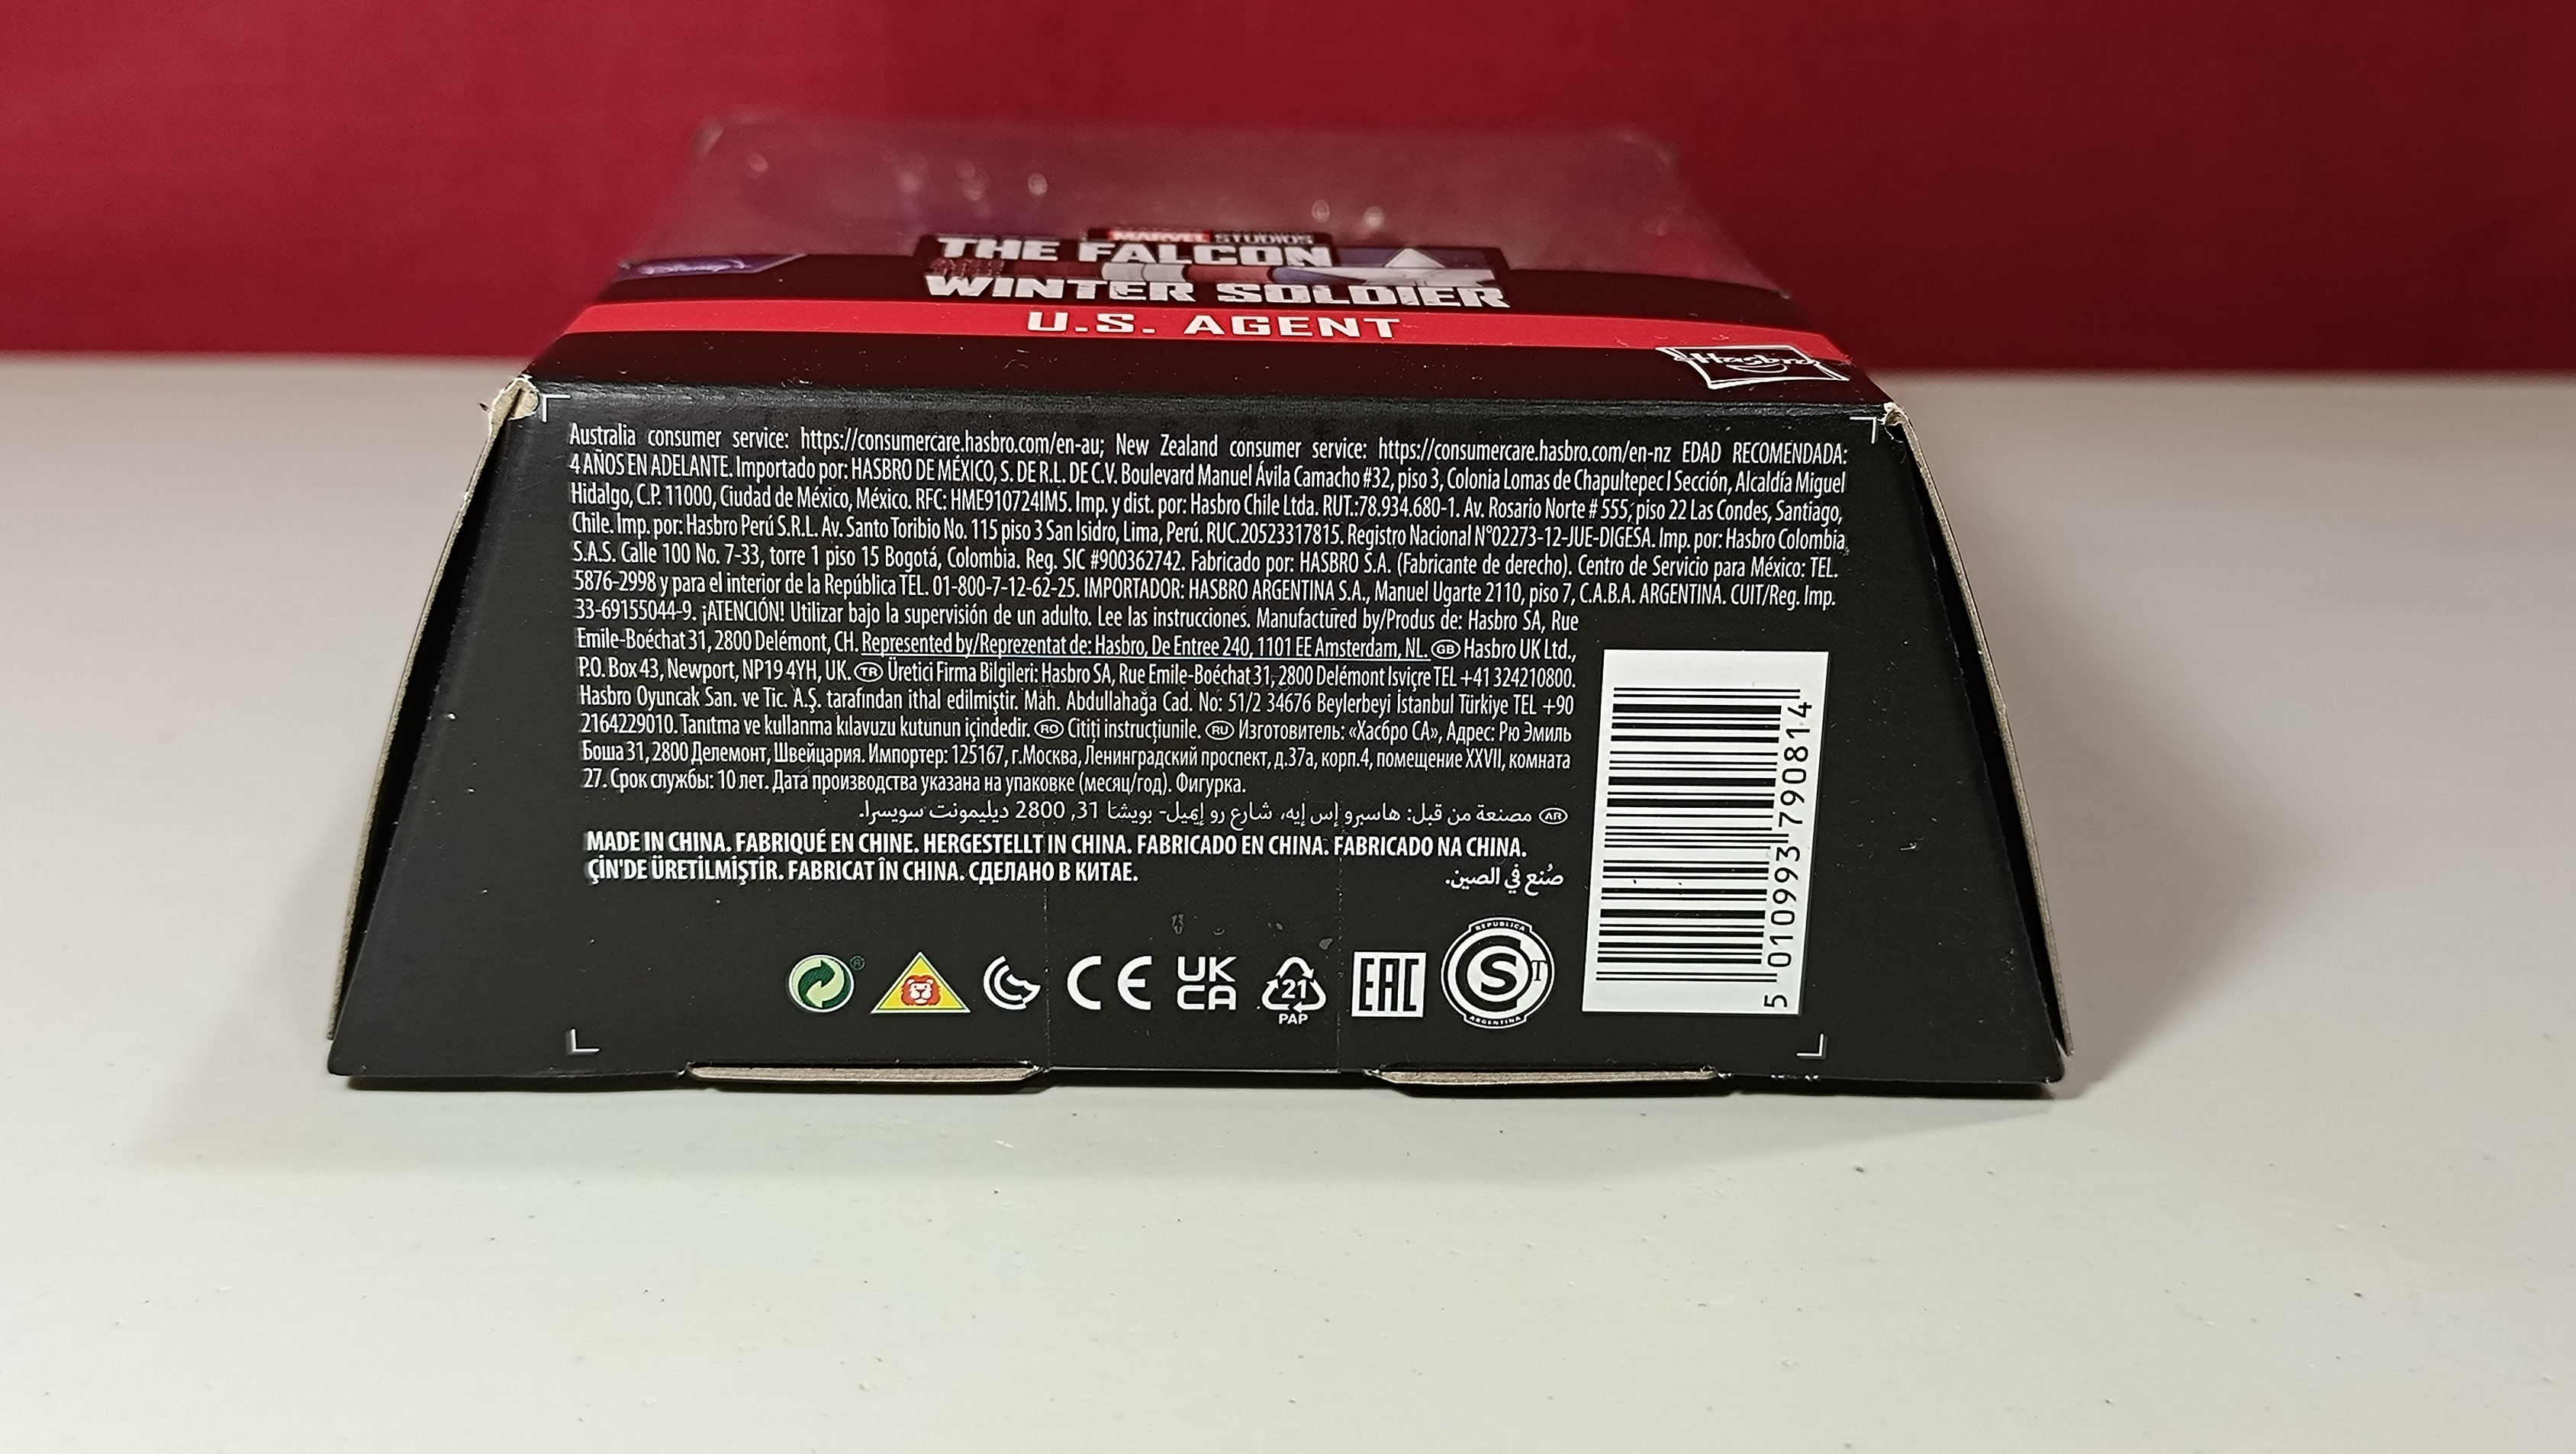 MARVEL STUDIOS
THE FALCON
WINTER SOLDIER
U.S. AGENT
Hasbro
Australia consumer service: https://consumercare.hasbro.com/en-au; New Zealand consumer service: https://consumercare.hasbro.com/en-nz EDAD RECOMENDADA:
4 AÑOS EN ADELANTE. Importado por: HASBRO DE MÉXICO, S. DE R.L. DE C.V. Boulevard Manuel Ávila Camacho #32, piso 3, Colonia Lomas de Chapultepec I Sección, Alcaldía Miguel
Hidalgo, C.P. 11000, Ciudad de México, México. RFC: HME910724IM5. Imp. y dist. por: Hasbro Chile Ltda. RUT.:78.934.680-1. Av. Rosario Norte # 555, piso 22 Las Condes, Santiago,
Chile. Imp. por: Hasbro Perú S.R.L. Av. Santo Toribio No. 115 piso 3 San Isidro, Lima, Perú. RUC.20523317815. Registro Nacional N°02273-12-JUE-DIGESA. Imp. por: Hasbro Colombia
S.A.S. Calle 100 No. 7-33, torre 1 piso 15 Bogotá, Colombia. Reg. SIC #900362742. Fabricado por: HASBRO S.A. (Fabricante de derecho). Centro de Servicio para México: TEL.
5876-2998 y para el interior de la República TEL. 01-800-7-12-62-25. IMPORTADOR: HASBRO ARGENTINA S.A., Manuel Ugarte 2110, piso 7, C.A.B.A. ARGENTINA. CUIT/Reg. Imp.
33-69155044-9. ¡ATENCIÓN! Utilizar bajo la supervisión de un adulto. Lee las instrucciones. Manufactured by/Produs de: Hasbro SA, Rue
Emile-Boéchat 31, 2800 Delémont, CH. Represented by/Reprezentat de: Hasbro, De Entree 240, 1101 EE Amsterdam, NL. GB Hasbro UK Ltd.,
P.O. Box 43, Newport, NP19 4YH, UK. TR Üretici Firma Bilgileri: Hasbro SA, Rue Emile-Boéchat 31, 2800 Delémont Isviçre TEL +41 324210800.
Hasbro Oyuncak San. ve Tic. A.Ş. tarafından ithal edilmiştir. Mah. Abdullahağa Cad. No: 51/2 34676 Beylerbeyi İstanbul Türkiye TEL +90
2164229010. Tanıtma ve kullanma kılavuzu kutunun içindedir. RO Citiți instrucțiunile. RU Изготовитель: «Хасбро СА», Адрес: Рю Эмиль
Боша 31, 2800 Делемонт, Швейцария. Импортер: 125167, г.Москва, Ленинградский проспект, д.37а, корп.4, помещение XXVII, комната
27. Срок службы: 10 лет. Дата производства указана на упаковке (месяц/год). Фигурка.
AR مصنعة من قبل: هاسبرو إس إيه، شارع رو إيميل- بويشتا 31، 2800 ديليمونت سويسرا.
MADE IN CHINA. FABRIQUÉ EN CHINE. HERGESTELLT IN CHINA. FABRICADO EN CHINA. FABRICADO NA CHINA.
ÇİN'DE ÜRETİLMİŞTİR. FABRICAT ÎN CHINA. СДЕЛАНО В КИТАЕ.
صُنع في الصين.
CE
UK
CA
21
PAP
EAC
REPUBLICA
S T
ARGENTINA
5 010993 790814